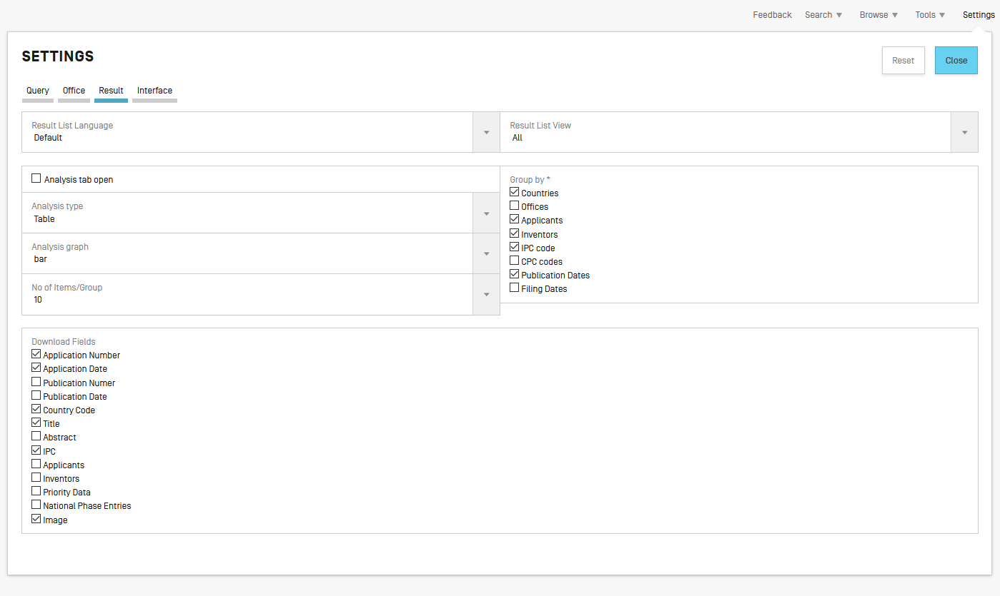 Feedback Search Browse Tools Settings
SETTINGS
Reset Close
Query Office Result Interface
Result List Language
Default
Result List View
All
Analysis tab open
Analysis type
Table
Analysis graph
bar
No of Items/Group
10
Group by *
Countries
Offices
Applicants
Inventors
IPC code
CPC codes
Publication Dates
Filing Dates
Download Fields
Application Number
Application Date
Publication Numer
Publication Date
Country Code
Title
Abstract
IPC
Applicants
Inventors
Priority Data
National Phase Entries
Image